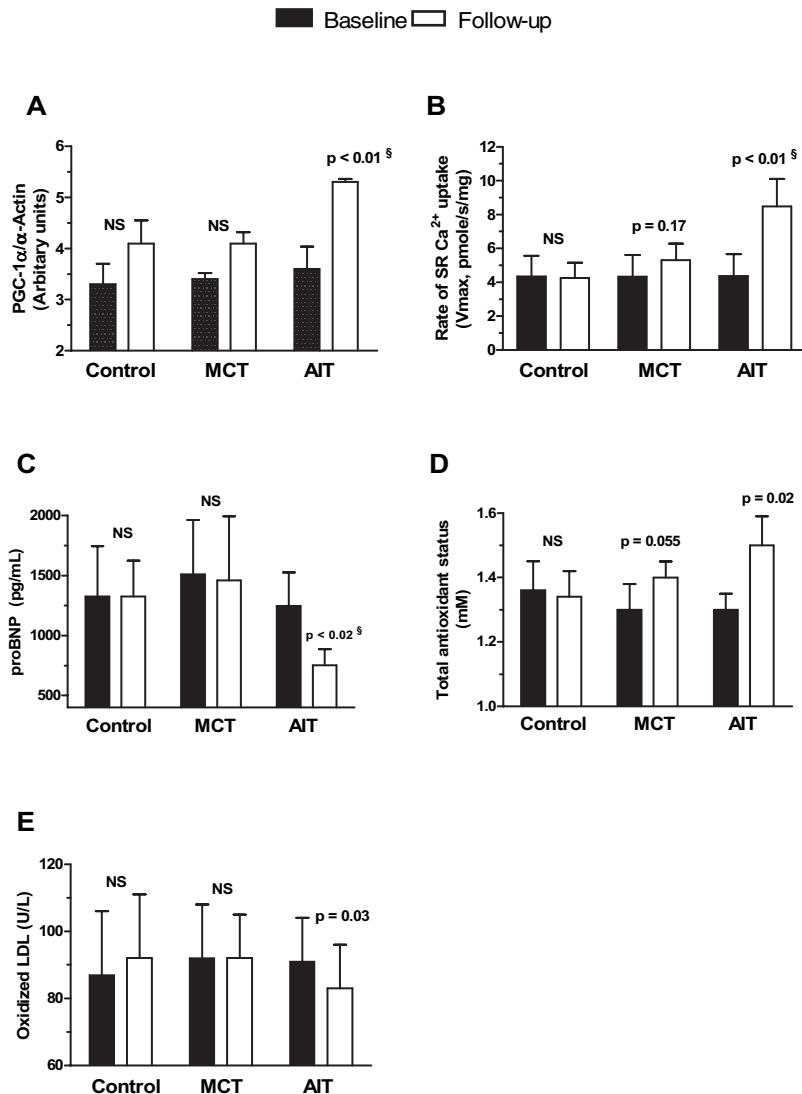 Baseline Follow-up
A
PGC-1α/α-Actin
(Arbitary units)
6
5
4
3
2
NS
NS
p < 0.01 §
Control MCT AIT
B
Rate of SR Ca²⁺ uptake
(Vmax, pmole/s/mg)
12
10
8
6
4
2
0
NS
p = 0.17
p < 0.01 §
Control MCT AIT
C
proBNP (pg/mL)
2000
1500
1000
500
NS
NS
p < 0.02 §
Control MCT AIT
D
Total antioxidant status
(mM)
1.6
1.4
1.2
1.0
NS
p = 0.055
p = 0.02
Control MCT AIT
E
Oxidized LDL (U/L)
120
100
80
60
NS
NS
p = 0.03
Control MCT AIT